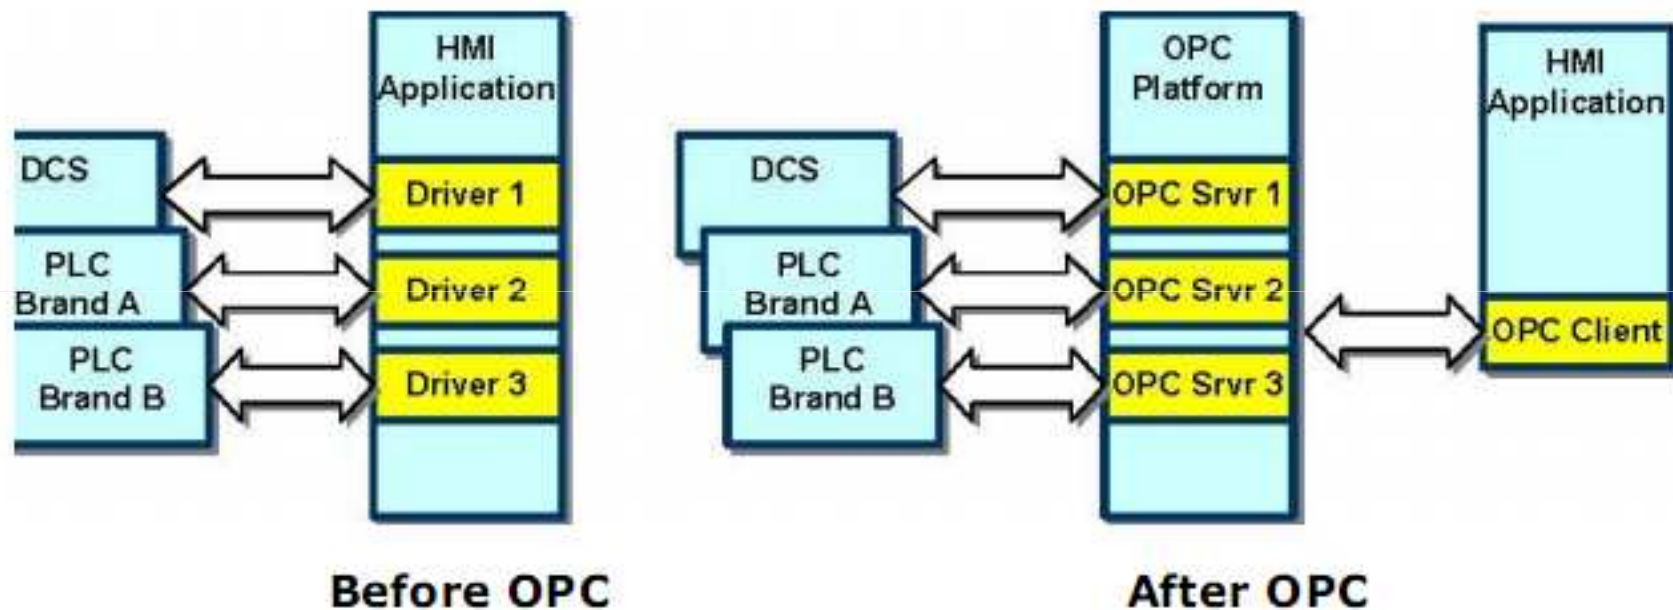 HMI
Application
DCS
Driver 1
PLC
Brand A
Driver 2
PLC
Brand B
Driver 3
Before OPC
OPC
Platform
DCS
OPC Srvr 1
PLC
Brand A
OPC Srvr 2
PLC
Brand B
OPC Srvr 3
HMI
Application
OPC Client
After OPC